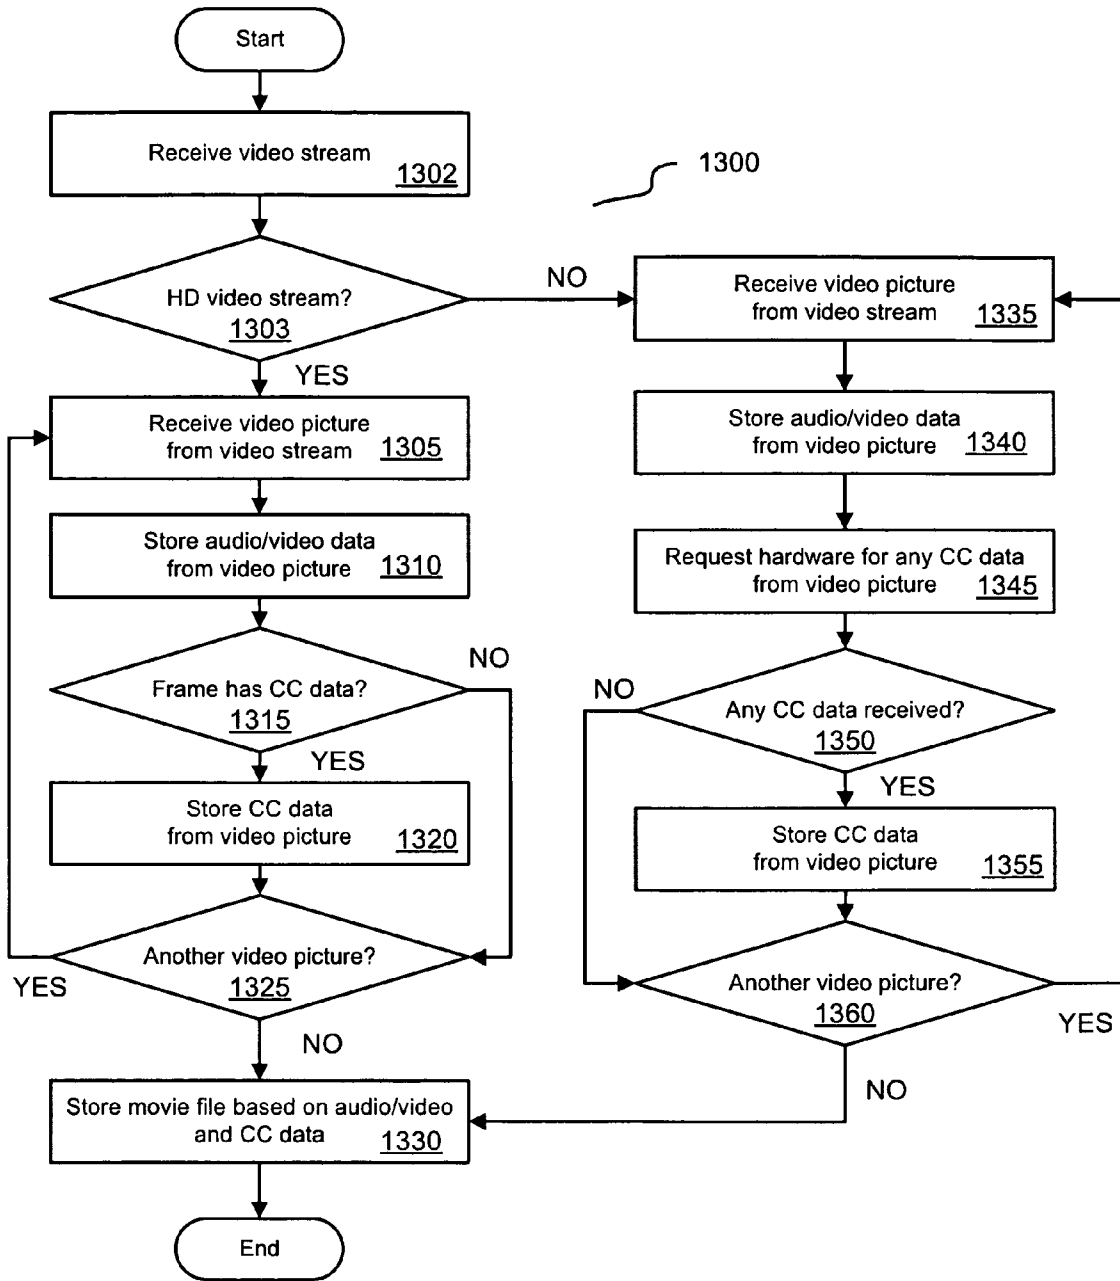 Start
Receive video stream
1302
1300
HD video stream?
1303
NO
YES
Receive video picture
from video stream
1305
Store audio/video data
from video picture
1310
Frame has CC data?
1315
NO
YES
Store CC data
from video picture
1320
Another video picture?
1325
YES
NO
Store movie file based on audio/video
and CC data
1330
End
Receive video picture
from video stream
1335
Store audio/video data
from video picture
1340
Request hardware for any CC data
from video picture
1345
Any CC data received?
1350
NO
YES
Store CC data
from video picture
1355
Another video picture?
1360
YES
NO